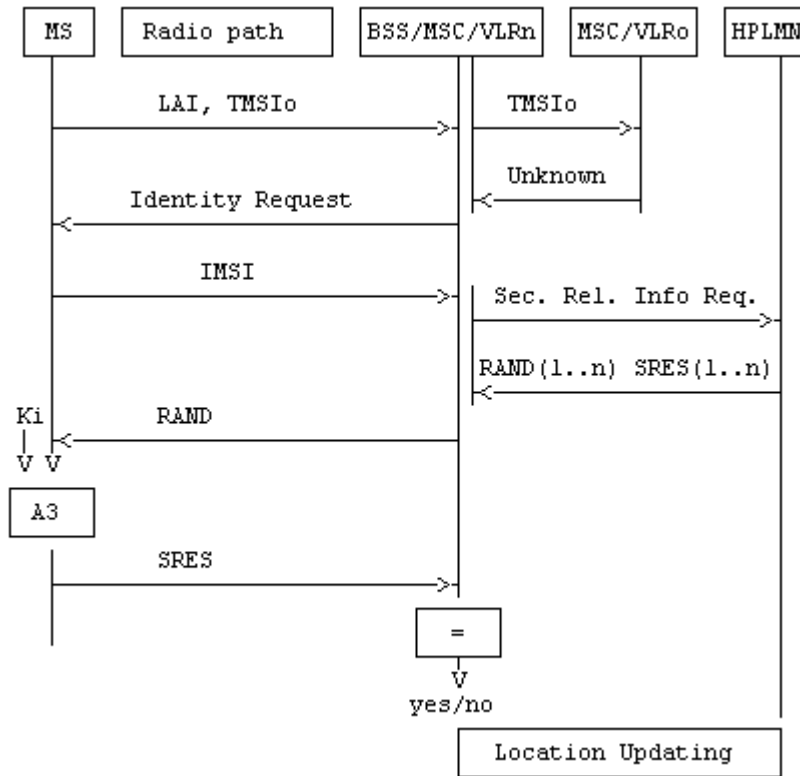 MS Radio path BSS/MSC/VLRn MSC/VLRo HPLMN
LAI, TMSIo TMSIo
Unknown
Identity Request
IMSI
Sec. Rel. Info Req.
RAND(1..n) SRES(1..n)
Ki RAND
V V
A3
SRES
=
V
yes/no
Location Updating